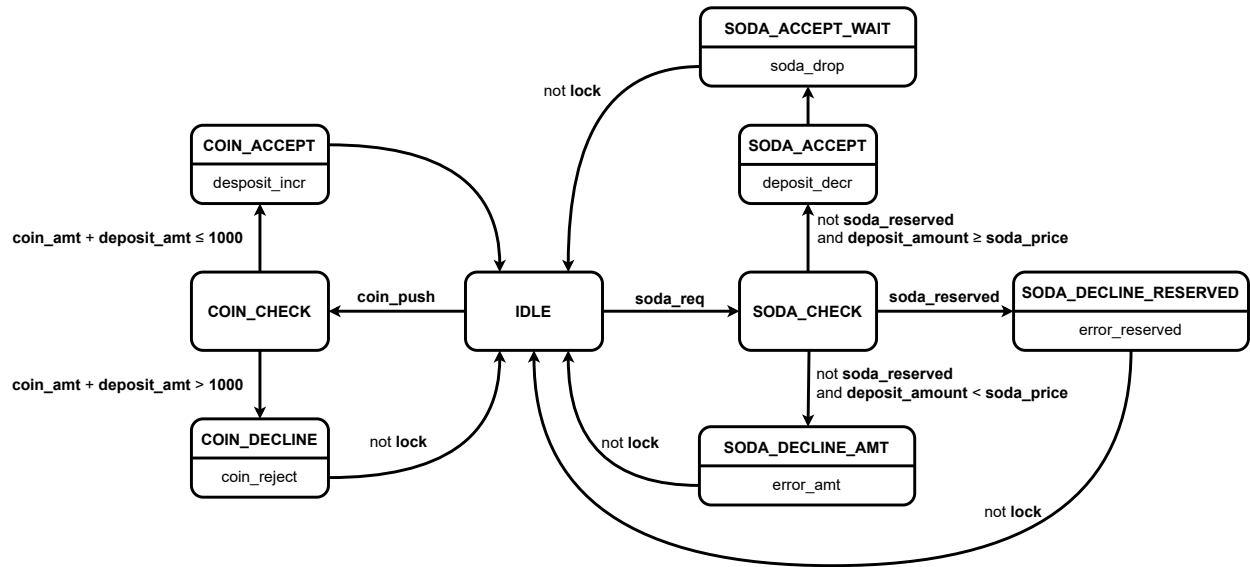 SODA_ACCEPT_WAIT
soda_drop
not lock
COIN_ACCEPT
desposit_incr
SODA_ACCEPT
deposit_decr
coin_amt + deposit_amt ≤ 1000
not soda_reserved
and deposit_amount ≥ soda_price
COIN_CHECK
coin_push
IDLE
soda_req
SODA_CHECK
soda_reserved
SODA_DECLINE_RESERVED
error_reserved
coin_amt + deposit_amt > 1000
not soda_reserved
and deposit_amount < soda_price
COIN_DECLINE
coin_reject
not lock
not lock
SODA_DECLINE_AMT
error_amt
not lock